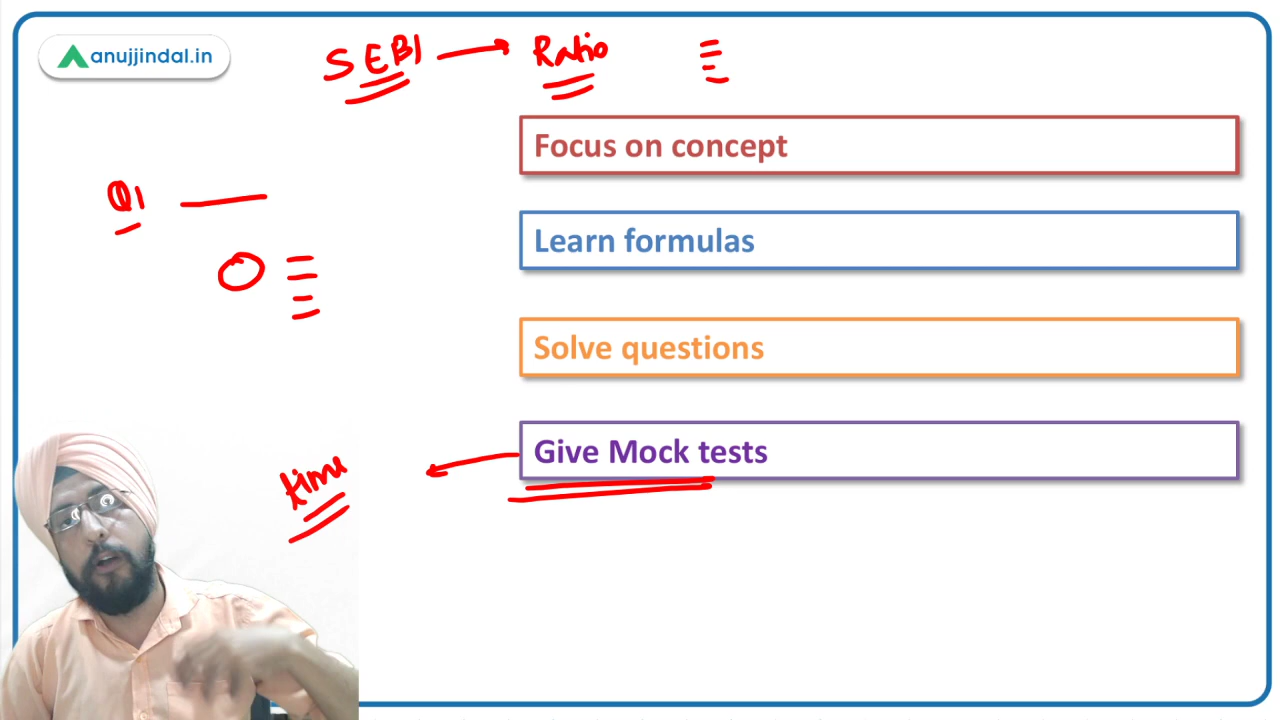 anujjindal.in
SEBI Ratio
Focus on concept
Q1
Learn formulas
Solve questions
Give Mock tests
time